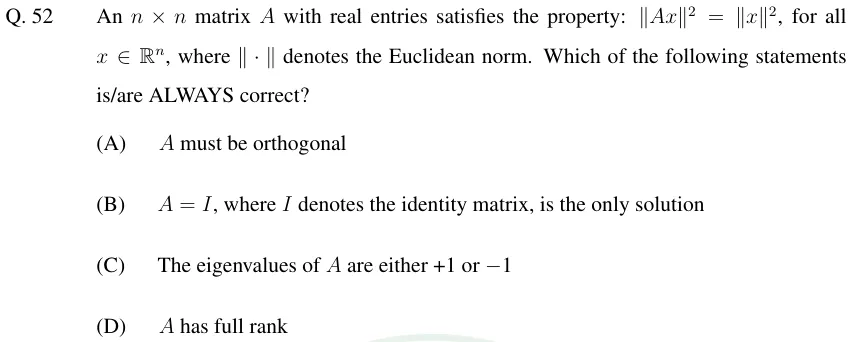 Q. 52 An n × n matrix A with real entries satisfies the property: ‖Ax‖² = ‖x‖², for all
x ∈ ℝⁿ, where ‖ · ‖ denotes the Euclidean norm. Which of the following statements
is/are ALWAYS correct?
(A) A must be orthogonal
(B) A = I, where I denotes the identity matrix, is the only solution
(C) The eigenvalues of A are either +1 or −1
(D) A has full rank